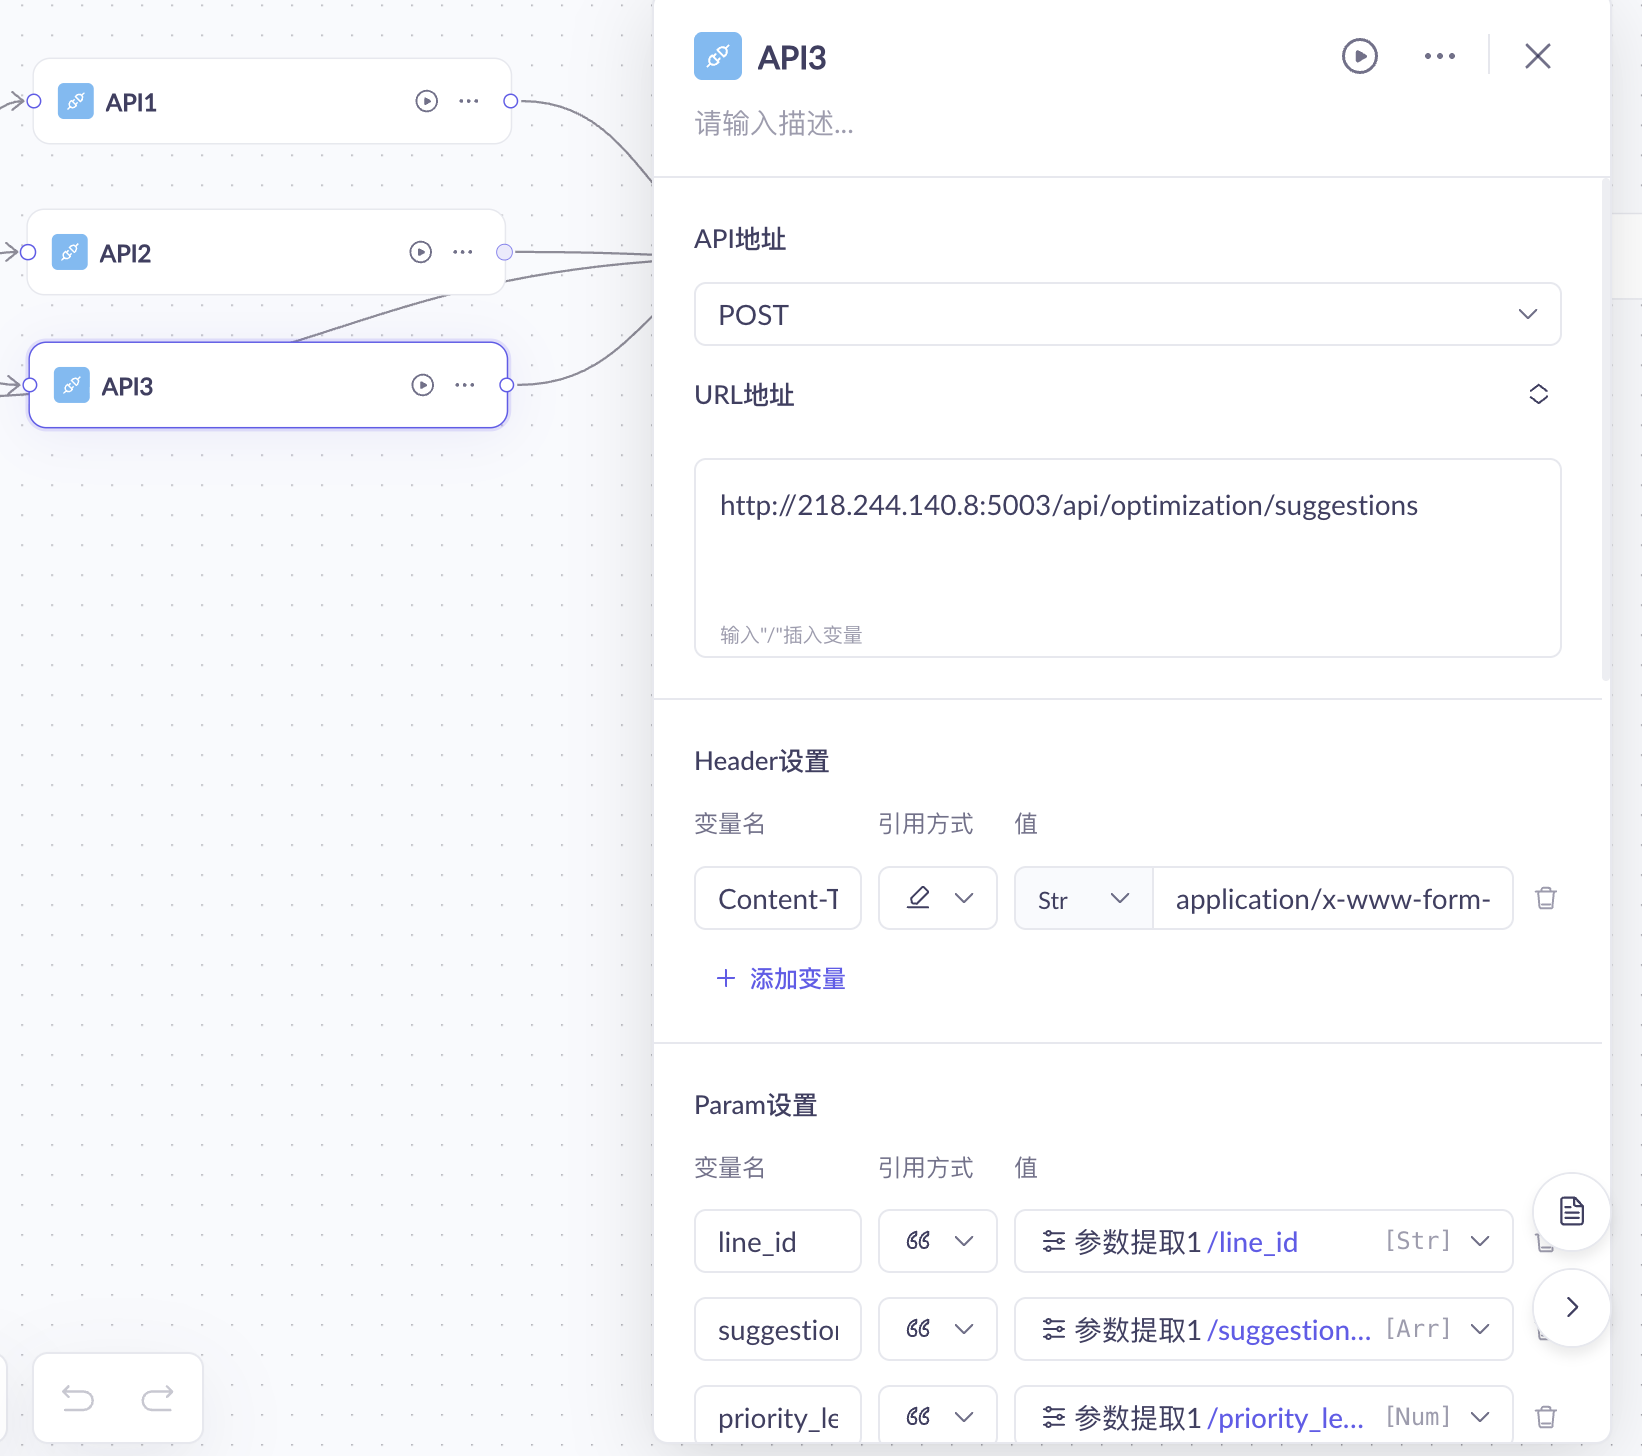 API1
API2
API3
API3
请输入描述...
API地址
POST
URL地址
http://218.244.140.8:5003/api/optimization/suggestions
输入"/"插入变量
Header设置
变量名 引用方式 值
Content-T Str application/x-www-form-
+ 添加变量
Param设置
变量名 引用方式 值
line_id 参数提取1 /line_id [Str]
suggestion 参数提取1 /suggestion... [Arr]
priority_le 参数提取1 /priority_le... [Num]